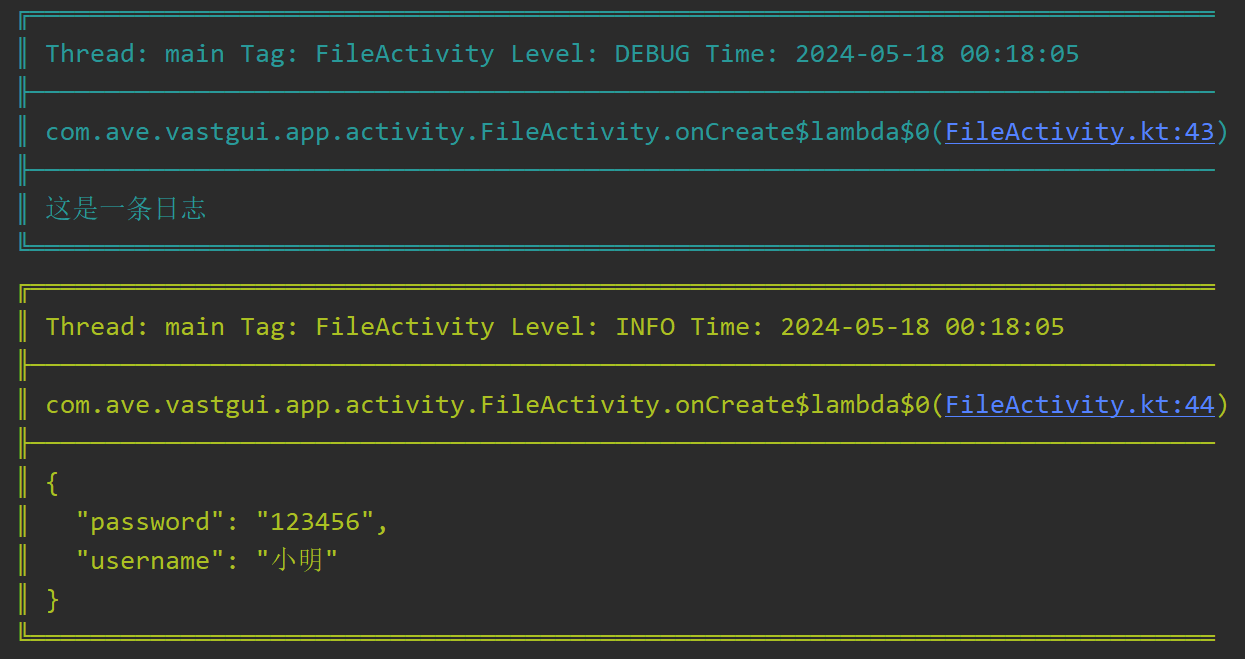 Thread: main Tag: FileActivity Level: DEBUG Time: 2024-05-18 00:18:05
com.ave.vastgui.app.activity.FileActivity.onCreate$lambda$0(FileActivity.kt:43)
这是一条日志
Thread: main Tag: FileActivity Level: INFO Time: 2024-05-18 00:18:05
com.ave.vastgui.app.activity.FileActivity.onCreate$lambda$0(FileActivity.kt:44)
{
  "password": "123456",
  "username": "小明"
}